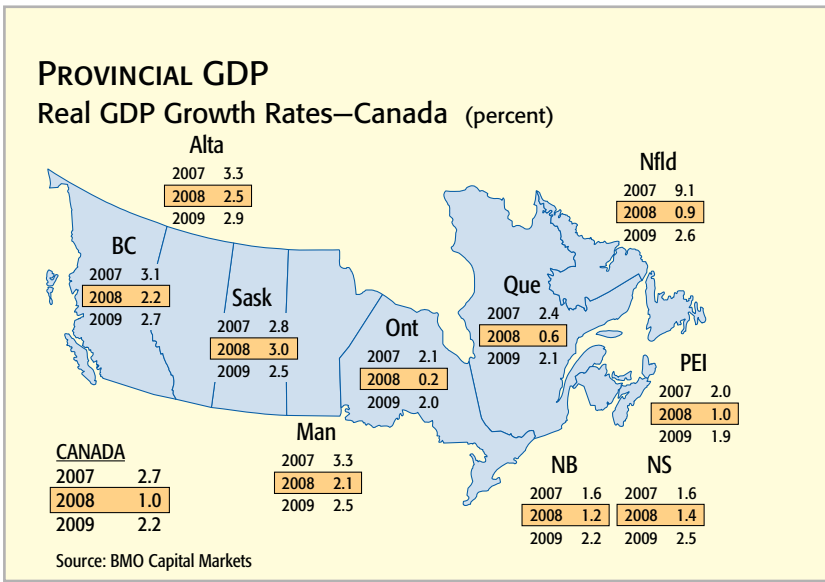 PROVINCIAL GDP
Real GDP Growth Rates—Canada (percent)
Alta
2007 3.3
2008 2.5
2009 2.9
Nfld
2007 9.1
2008 0.9
2009 2.6
BC
2007 3.1
2008 2.2
2009 2.7
Sask
2007 2.8
2008 3.0
2009 2.5
Ont
2007 2.1
2008 0.2
2009 2.0
Que
2007 2.4
2008 0.6
2009 2.1
PEI
2007 2.0
2008 1.0
2009 1.9
Man
2007 3.3
2008 2.1
2009 2.5
NB
2007 1.6
2008 1.2
2009 2.2
NS
2007 1.6
2008 1.4
2009 2.5
CANADA
2007 2.7
2008 1.0
2009 2.2
Source: BMO Capital Markets